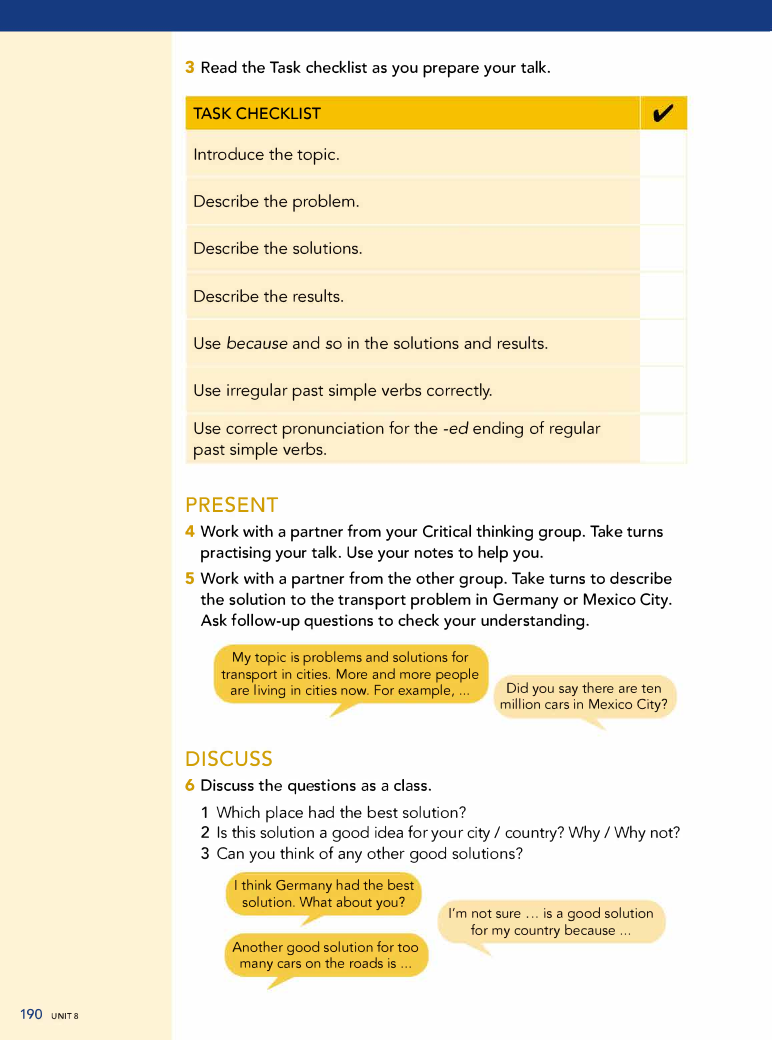 3 Read the Task checklist as you prepare your talk.
TASK CHECKLIST ✔
Introduce the topic.
Describe the problem.
Describe the solutions.
Describe the results.
Use because and so in the solutions and results.
Use irregular past simple verbs correctly.
Use correct pronunciation for the -ed ending of regular
past simple verbs.
PRESENT
4 Work with a partner from your Critical thinking group. Take turns
practising your talk. Use your notes to help you.
5 Work with a partner from the other group. Take turns to describe
the solution to the transport problem in Germany or Mexico City.
Ask follow-up questions to check your understanding.
My topic is problems and solutions for
transport in cities. More and more people
are living in cities now. For example, ...
Did you say there are ten
million cars in Mexico City?
DISCUSS
6 Discuss the questions as a class.
1 Which place had the best solution?
2 Is this solution a good idea for your city / country? Why / Why not?
3 Can you think of any other good solutions?
I think Germany had the best
solution. What about you?
I'm not sure ... is a good solution
for my country because ...
Another good solution for too
many cars on the roads is ...
190 UNIT 8